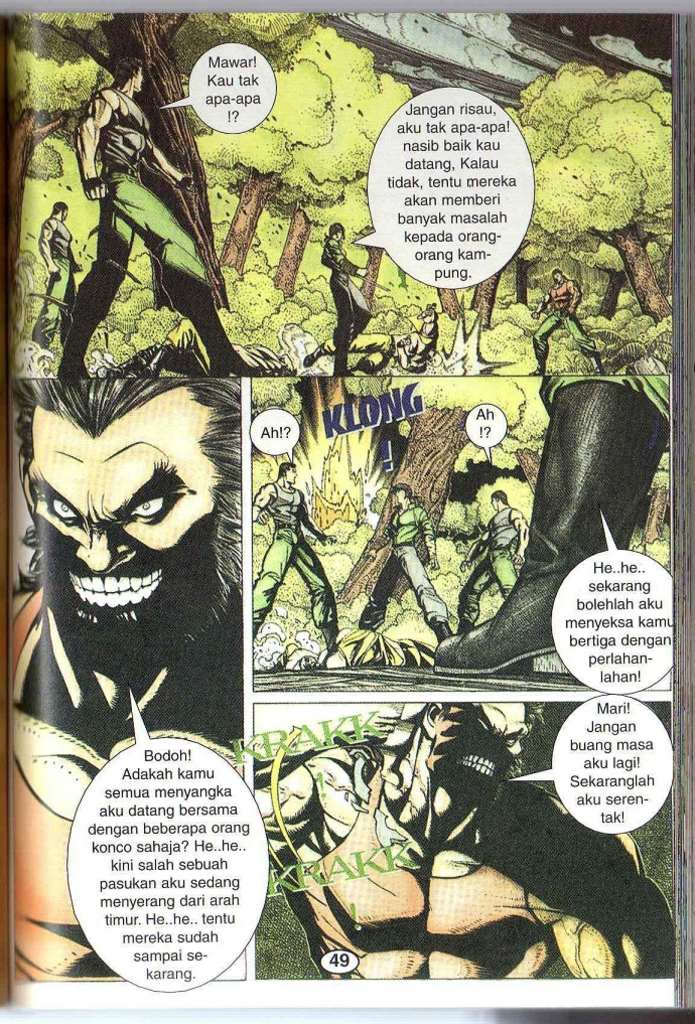 Mawar!
Kau tak
apa-apa
!?
Jangan risau,
aku tak apa-apa!
nasib baik kau
datang, Kalau
tidak, tentu mereka
akan memberi
banyak masalah
kepada orang-
orang kam-
pung.
Ah!?
KLONG
!
Ah
!?
He..he..
sekarang
bolehlah aku
menyeksa kamu
bertiga dengan
perlahan-
lahan!
Bodoh!
Adakah kamu
semua menyangka
aku datang bersama
dengan beberapa orang
konco sahaja? He..he..
kini salah sebuah
pasukan aku sedang
menyerang dari arah
timur. He..he.. tentu
mereka sudah
sampai se-
karang.
KRAKK
!
KRAKK
!
Mari!
Jangan
buang masa
aku lagi!
Sekaranglah
aku seren-
tak!
49